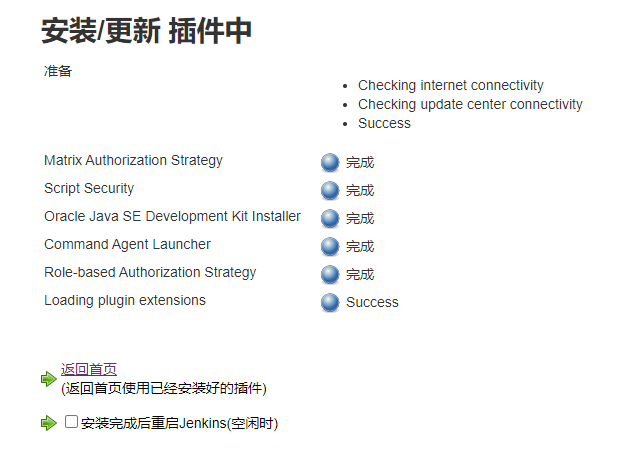 安装/更新 插件中
准备
Checking internet connectivity
Checking update center connectivity
Success
Matrix Authorization Strategy 完成
Script Security 完成
Oracle Java SE Development Kit Installer 完成
Command Agent Launcher 完成
Role-based Authorization Strategy 完成
Loading plugin extensions Success
返回首页
(返回首页使用已经安装好的插件)
安装完成后重启Jenkins(空闲时)